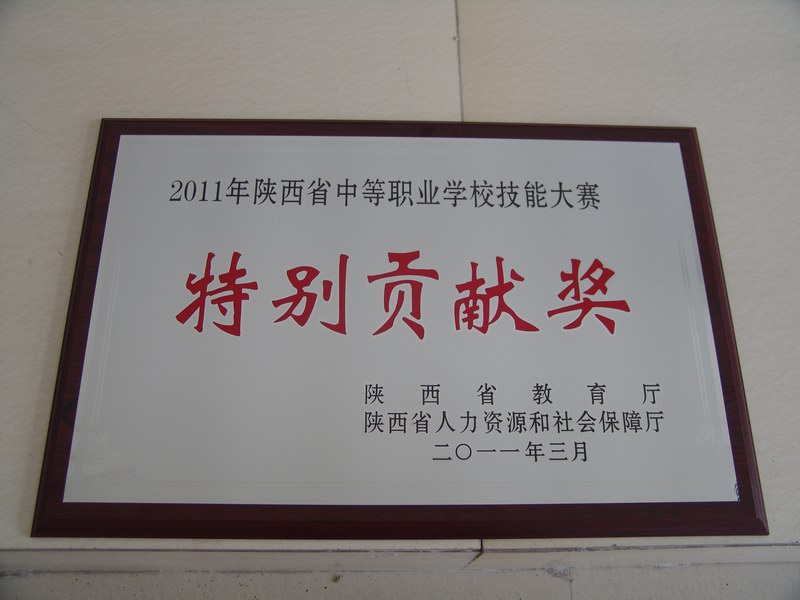 2011年陕西省中等职业学校技能大赛
特别贡献奖
陕西省教育厅
陕西省人力资源和社会保障厅
二〇一一年三月